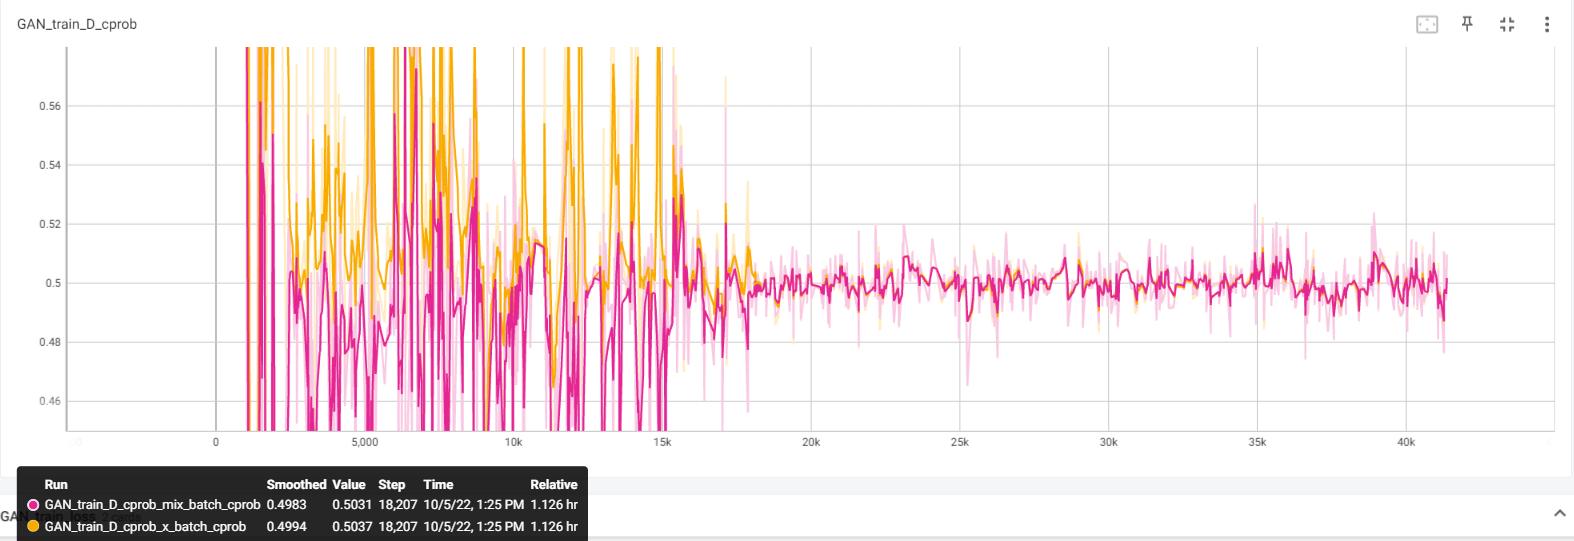 GAN_train_D_cprob
0.56
0.54
0.52
0.5
0.48
0.46
0 5,000 10k 15k 20k 25k 30k 35k 40k
Run Smoothed Value Step Time Relative
GAN_train_D_cprob_mix_batch_cprob 0.4983 0.5031 18,207 10/5/22, 1:25 PM 1.126 hr
GAN_train_D_cprob_x_batch_cprob 0.4994 0.5037 18,207 10/5/22, 1:25 PM 1.126 hr